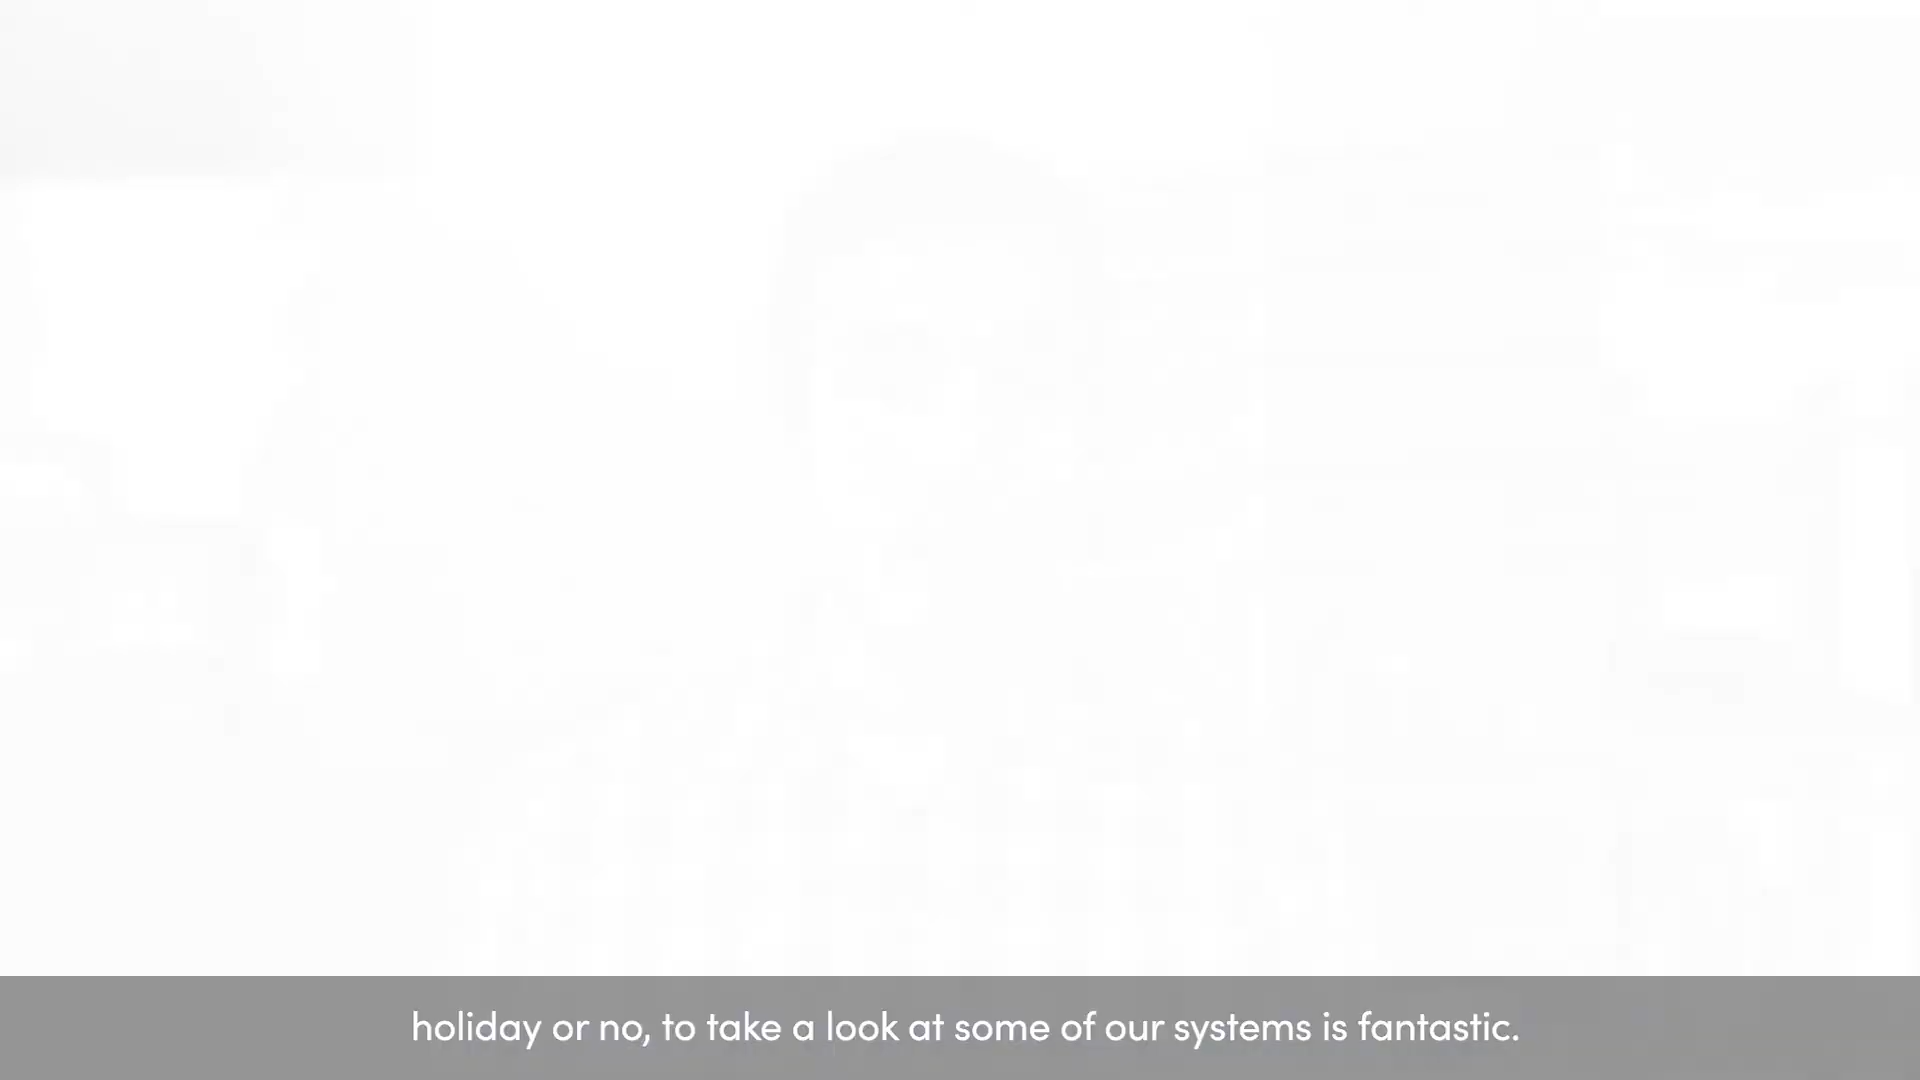 holiday or no, to take a look at some of our systems is fantastic.